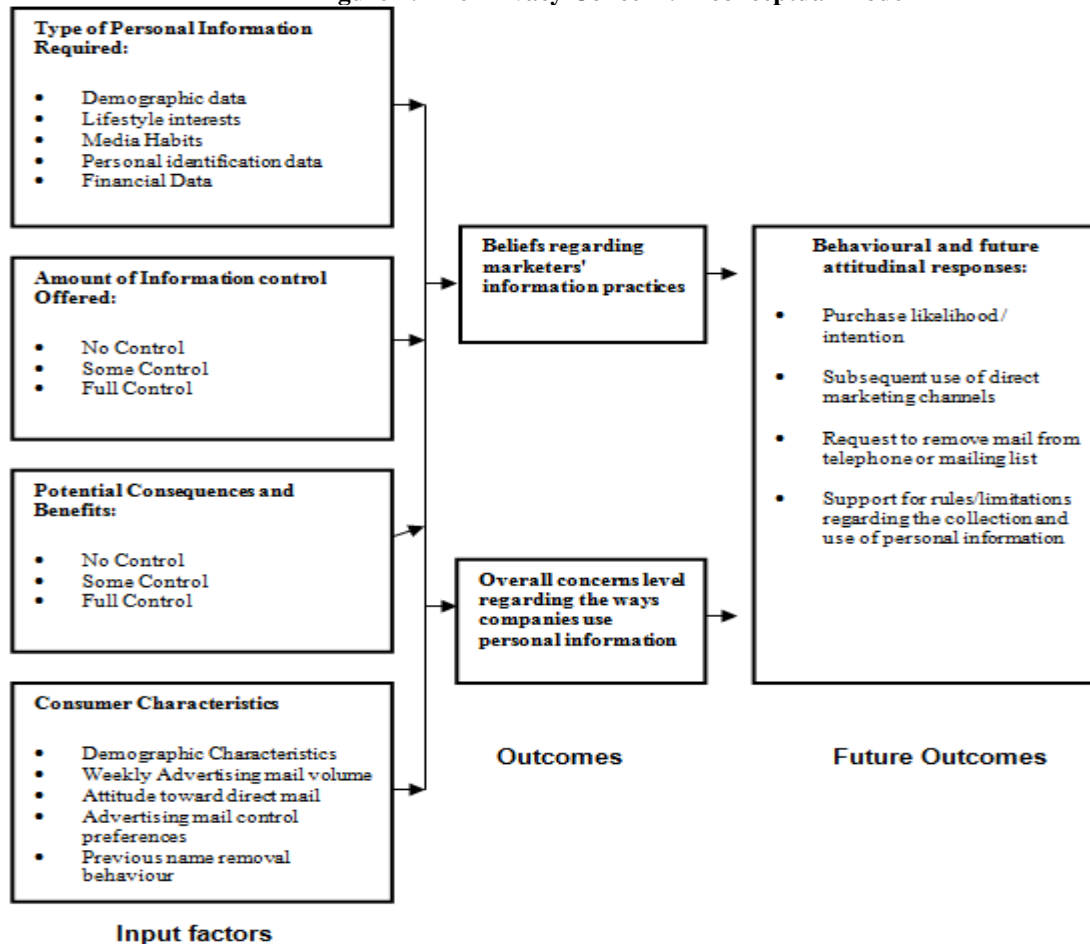 Type of Personal Information
Required:
• Demographic data
• Lifestyle interests
• Media Habits
• Personal identification data
• Financial Data
Amount of Information control
Offered:
• No Control
• Some Control
• Full Control
Potential Consequences and
Benefits:
• No Control
• Some Control
• Full Control
Consumer Characteristics
• Demographic Characteristics
• Weekly Advertising mail volume
• Attitude toward direct mail
• Advertising mail control
preferences
• Previous name removal
behaviour
Input factors
Beliefs regarding
marketers'
information practices
Overall concerns level
regarding the ways
companies use
personal information
Outcomes
Behavioural and future
attitudinal responses:
• Purchase likelihood/
intention
• Subsequent use of direct
marketing channels
• Request to remove mail from
telephone or mailing list
• Support for rules/limitations
regarding the collection and
use of personal information
Future Outcomes